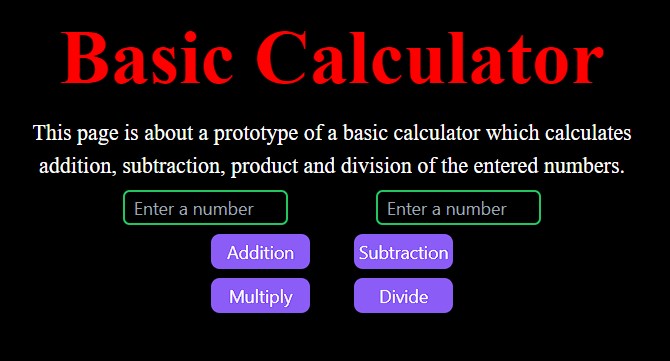 Basic Calculator
This page is about a prototype of a basic calculator which calculates
addition, subtraction, product and division of the entered numbers.
Enter a number Enter a number
Addition Subtraction
Multiply Divide